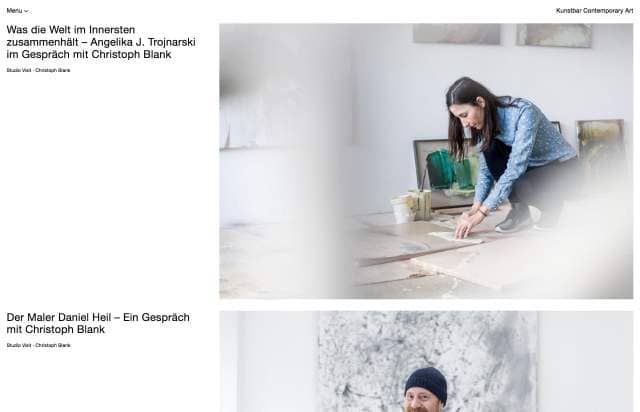 Menu
Kunstbar Contemporary Art
Was die Welt im Innersten
zusammenhält – Angelika J. Trojnarski
im Gespräch mit Christoph Blank
Studio Visit - Christoph Blank
Der Maler Daniel Heil – Ein Gespräch
mit Christoph Blank
Studio Visit - Christoph Blank